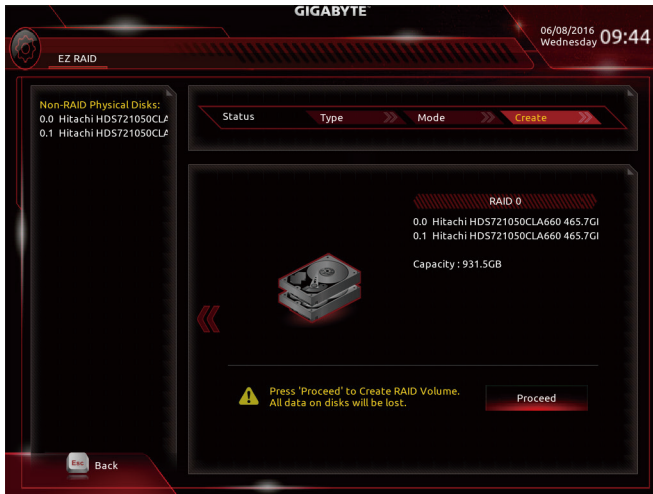 GIGABYTE
06/08/2016
Wednesday 09:44
EZ RAID
Non-RAID Physical Disks:
0.0 Hitachi HDS721050CLA
0.1 Hitachi HDS721050CLA
Status Type Mode Create
RAID 0
0.0 Hitachi HDS721050CLA660 465.7GI
0.1 Hitachi HDS721050CLA660 465.7GI
Capacity : 931.5GB
Press 'Proceed' to Create RAID Volume.
All data on disks will be lost.
Proceed
Esc Back